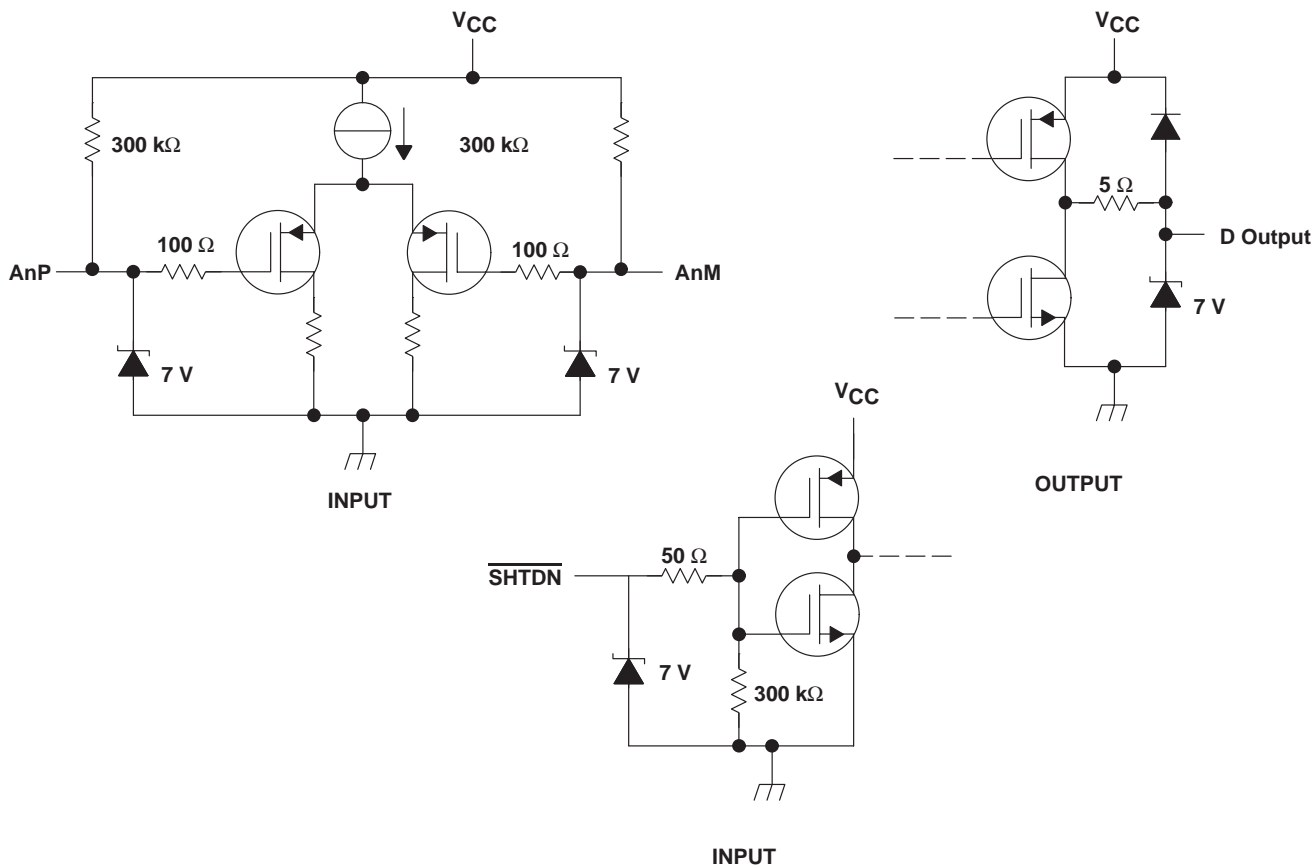 VCC
300 kΩ
300 kΩ
100 Ω
100 Ω
AnP
AnM
7 V
7 V
INPUT
VCC
5 Ω
D Output
7 V
OUTPUT
VCC
50 Ω
SHTDN
7 V
300 kΩ
INPUT